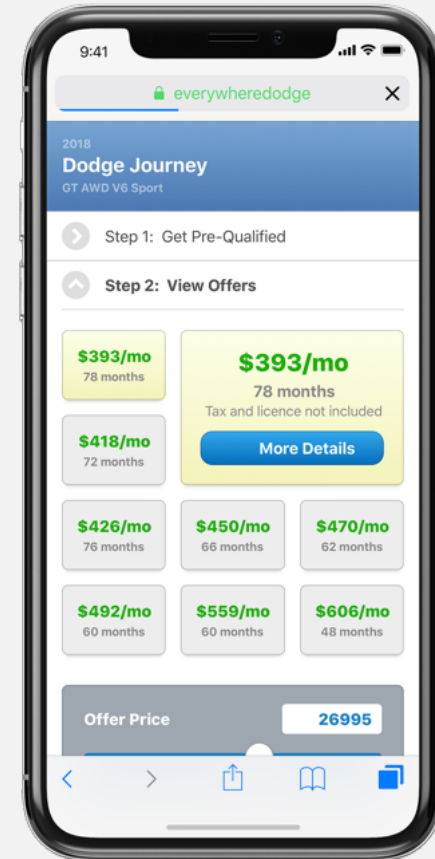 9:41
everywheredodge
2018
Dodge Journey
GT AWD V6 Sport
Step 1: Get Pre-Qualified
Step 2: View Offers
$393/mo
78 months
$393/mo
78 months
Tax and licence not included
More Details
$418/mo
72 months
$426/mo
76 months
$450/mo
66 months
$470/mo
62 months
$492/mo
60 months
$559/mo
60 months
$606/mo
48 months
Offer Price
26995